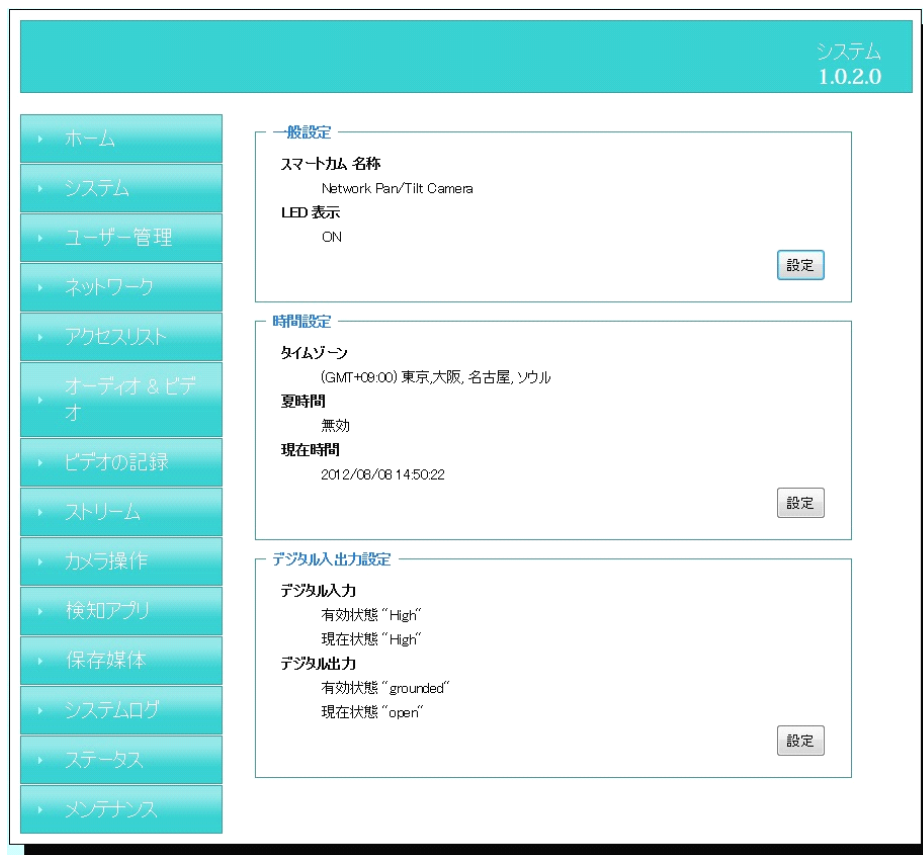 システム
1.0.2.0
ホーム
システム
ユーザー管理
ネットワーク
アクセスリスト
オーディオ & ビデ
オ
ビデオの記録
ストリーム
カメラ操作
検知アプリ
保存媒体
システムログ
ステータス
メンテナンス
一般設定
スマートカム 名称
Network Pan/Tilt Camera
LED 表示
ON
設定
時間設定
タイムゾーン
(GMT+09:00) 東京,大阪, 名古屋, ソウル
夏時間
無効
現在時間
2012/08/08 14:50:22
設定
デジタル入出力設定
デジタル入力
有効状態 “High“
現在状態 “High“
デジタル出力
有効状態 “grounded“
現在状態 “open“
設定